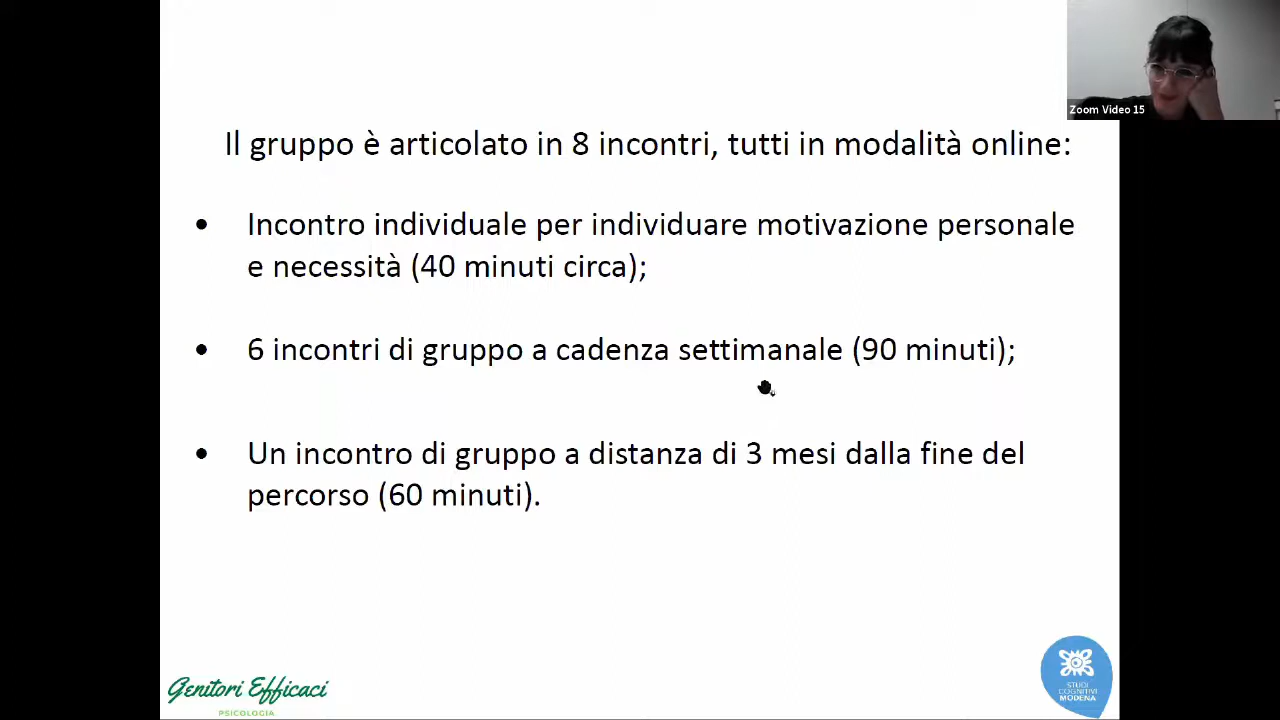 Zoom Video 15
Il gruppo è articolato in 8 incontri, tutti in modalità online:
• Incontro individuale per individuare motivazione personale
e necessità (40 minuti circa);
• 6 incontri di gruppo a cadenza settimanale (90 minuti);
• Un incontro di gruppo a distanza di 3 mesi dalla fine del
percorso (60 minuti).
Genitori Efficaci
PSICOLOGIA
STUDI
COGNITIVI
MODENA